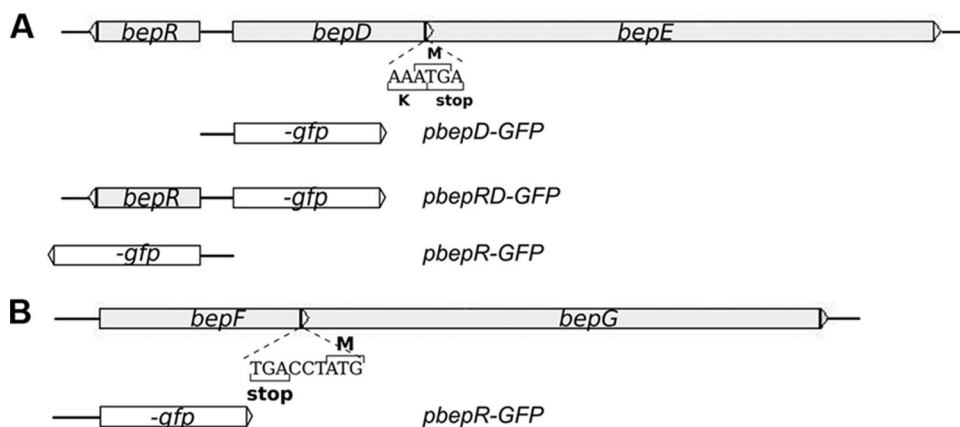 A bepR bepD bepE
M
AAATGA
K stop
-gfp pbepD-GFP
bepR -gfp pbepRD-GFP
-gfp pbepR-GFP
B bepF bepG
M
TGACCTATG
stop
-gfp pbepR-GFP